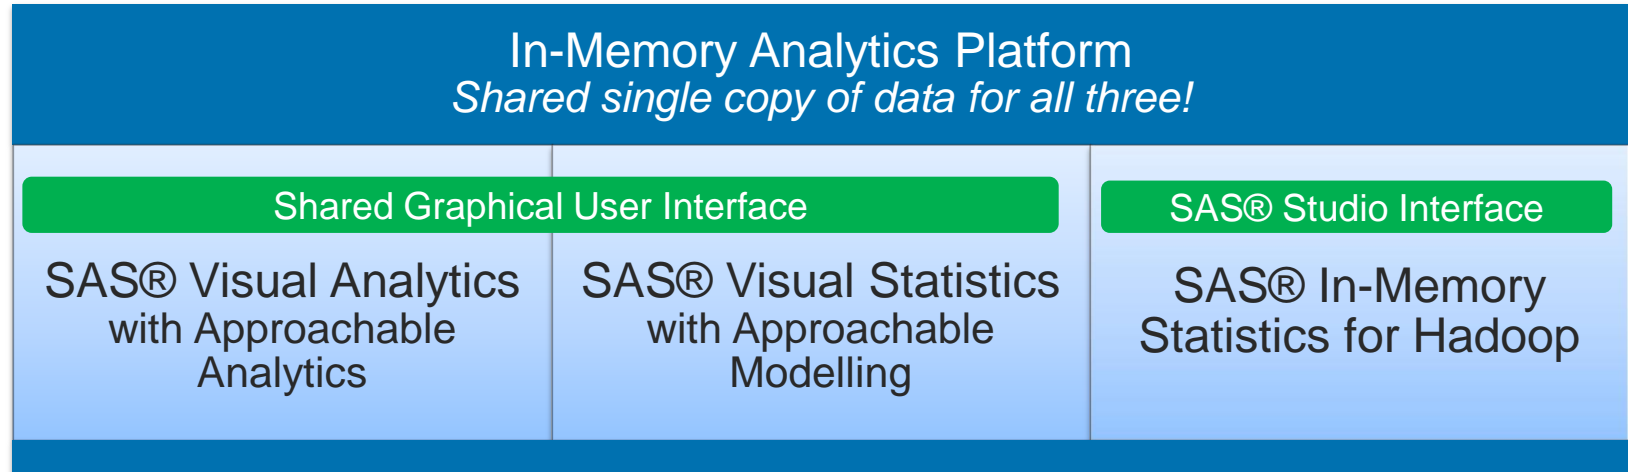 In-Memory Analytics Platform
Shared single copy of data for all three!
Shared Graphical User Interface
SAS® Studio Interface
SAS® Visual Analytics
with Approachable
Analytics
SAS® Visual Statistics
with Approachable
Modelling
SAS® In-Memory
Statistics for Hadoop